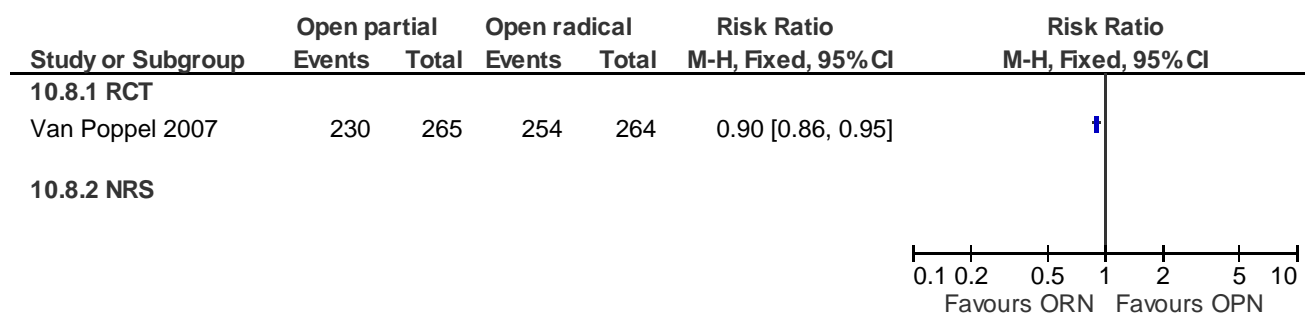 Open partial Open radical Risk Ratio Risk Ratio
Study or Subgroup Events Total Events Total M-H, Fixed, 95% CI M-H, Fixed, 95% CI
10.8.1 RCT
Van Poppel 2007 230 265 254 264 0.90 [0.86, 0.95]
10.8.2 NRS
0.1 0.2 0.5 1 2 5 10
Favours ORN Favours OPN